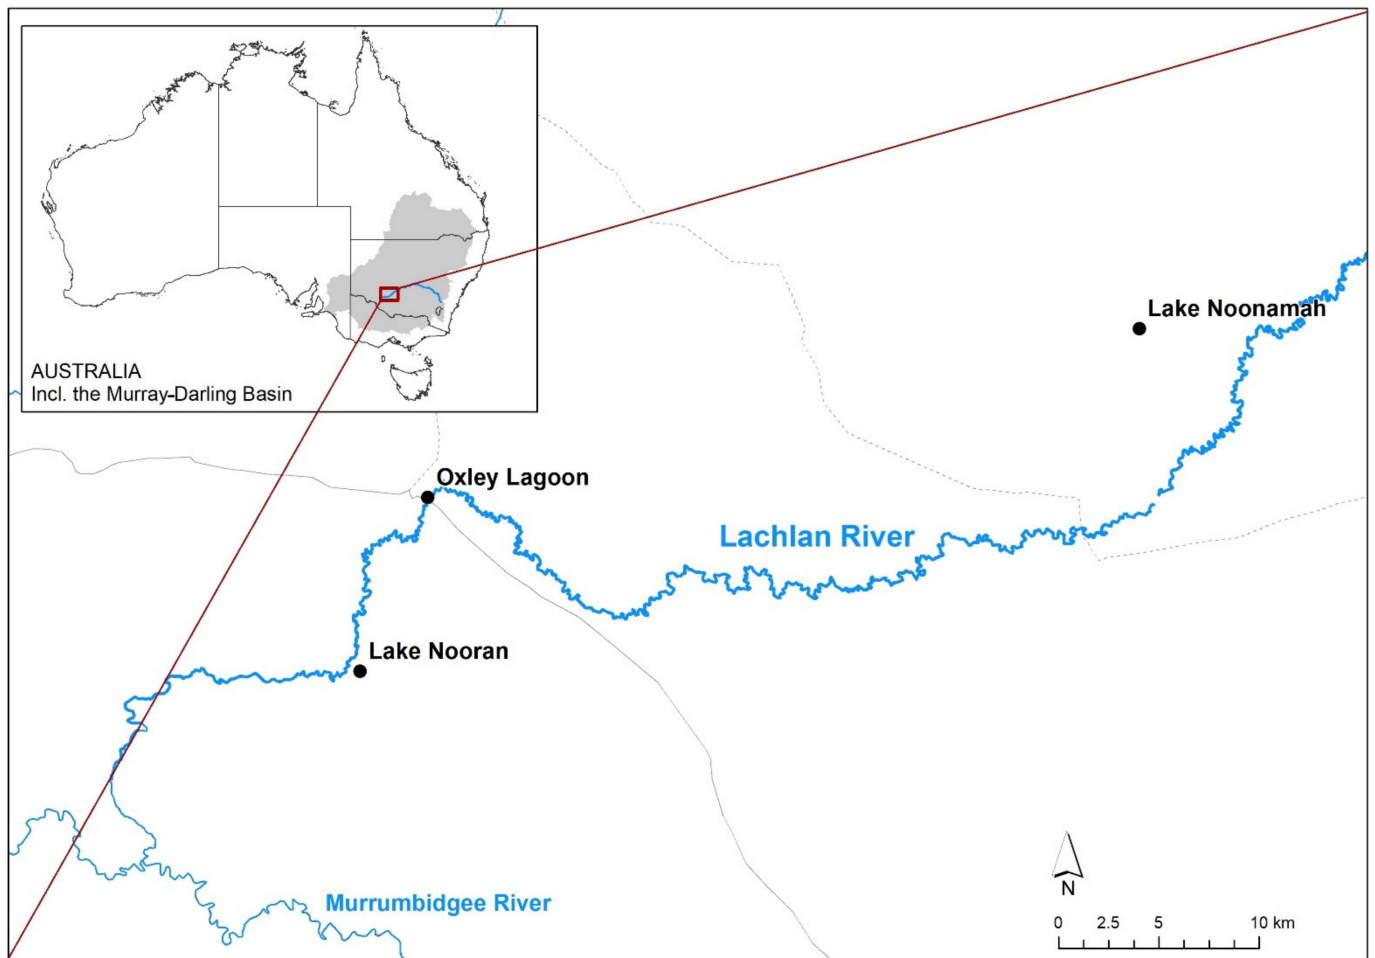 AUSTRALIA
Incl. the Murray-Darling Basin
Lake Noonamah
Oxley Lagoon
Lachlan River
Lake Nooran
Murrumbidgee River
N
0 2.5 5 10 km